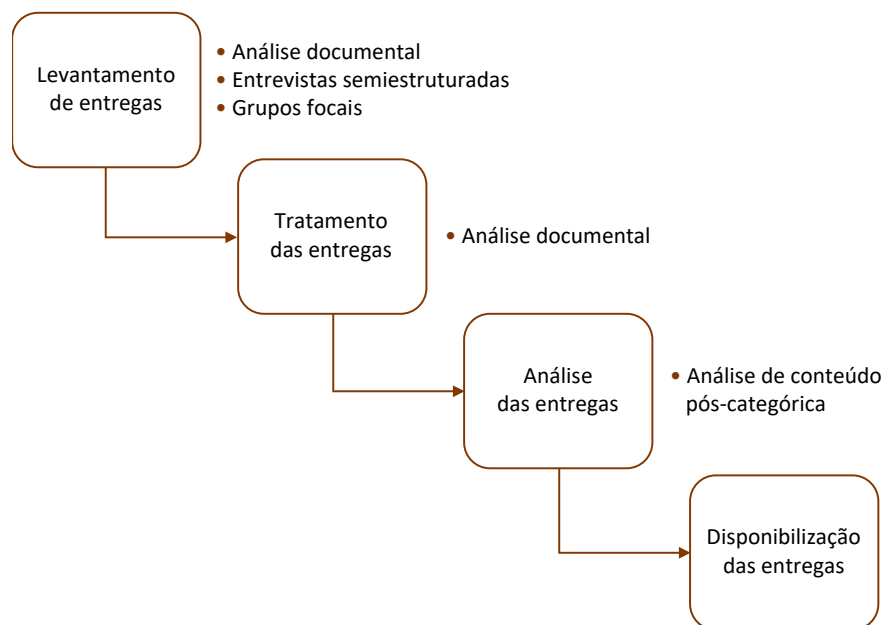 Levantamento
de entregas
• Análise documental
• Entrevistas semiestruturadas
• Grupos focais
Tratamento
das entregas
• Análise documental
Análise
das entregas
• Análise de conteúdo
pós-categórica
Disponibilização
das entregas